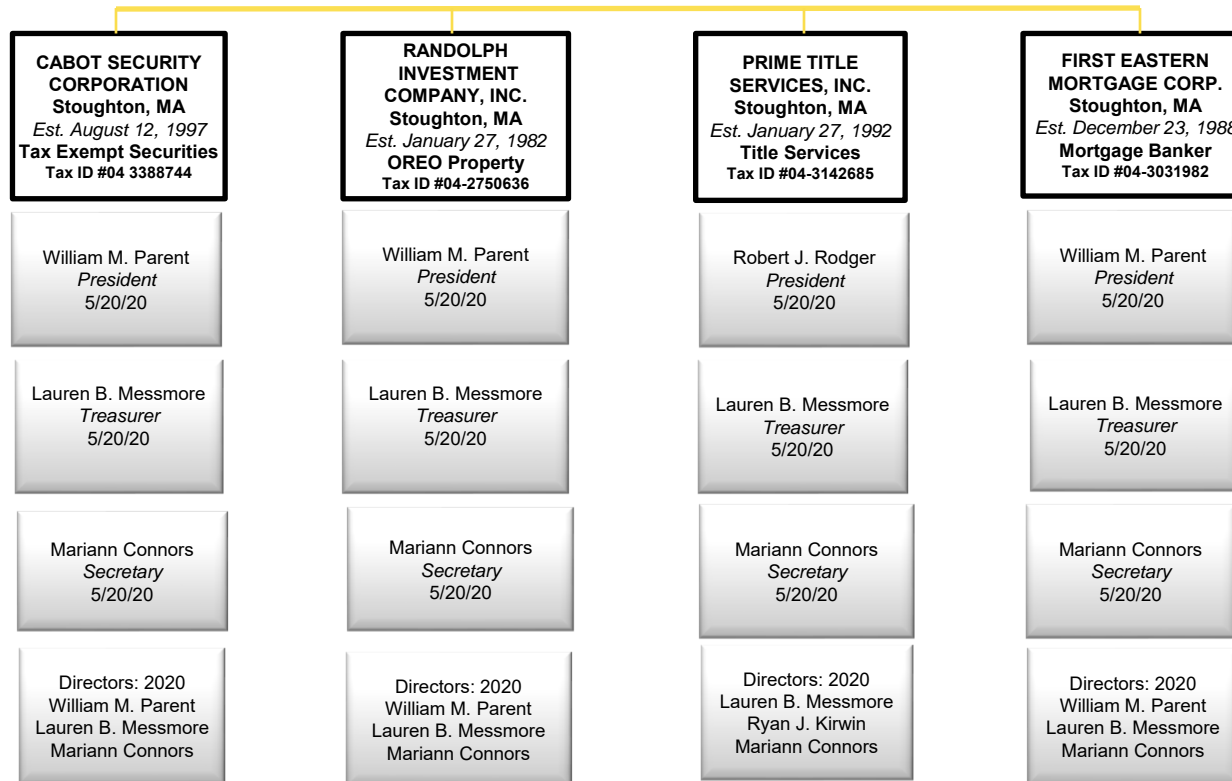 CABOT SECURITY
CORPORATION
Stoughton, MA
Est. August 12, 1997
Tax Exempt Securities
Tax ID #04 3388744
William M. Parent
President
5/20/20
Lauren B. Messmore
Treasurer
5/20/20
Mariann Connors
Secretary
5/20/20
Directors: 2020
William M. Parent
Lauren B. Messmore
Mariann Connors
RANDOLPH
INVESTMENT
COMPANY, INC.
Stoughton, MA
Est. January 27, 1982
OREO Property
Tax ID #04-2750636
William M. Parent
President
5/20/20
Lauren B. Messmore
Treasurer
5/20/20
Mariann Connors
Secretary
5/20/20
Directors: 2020
William M. Parent
Lauren B. Messmore
Mariann Connors
PRIME TITLE
SERVICES, INC.
Stoughton, MA
Est. January 27, 1992
Title Services
Tax ID #04-3142685
Robert J. Rodger
President
5/20/20
Lauren B. Messmore
Treasurer
5/20/20
Mariann Connors
Secretary
5/20/20
Directors: 2020
Lauren B. Messmore
Ryan J. Kirwin
Mariann Connors
FIRST EASTERN
MORTGAGE CORP.
Stoughton, MA
Est. December 23, 1988
Mortgage Banker
Tax ID #04-3031982
William M. Parent
President
5/20/20
Lauren B. Messmore
Treasurer
5/20/20
Mariann Connors
Secretary
5/20/20
Directors: 2020
William M. Parent
Lauren B. Messmore
Mariann Connors